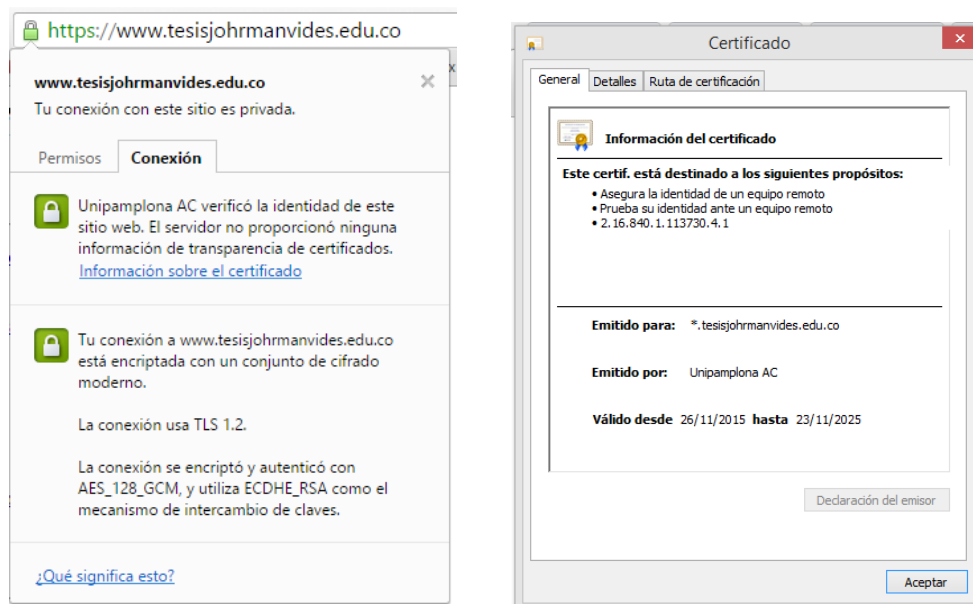 https://www.tesisjohrmanvides.edu.co
www.tesisjohrmanvides.edu.co
Tu conexión con este sitio es privada.
Permisos Conexión
Unipamplona AC verificó la identidad de este
sitio web. El servidor no proporcionó ninguna
información de transparencia de certificados.
Información sobre el certificado
Tu conexión a www.tesisjohrmanvides.edu.co
está encriptada con un conjunto de cifrado
moderno.
La conexión usa TLS 1.2.
La conexión se encriptó y autenticó con
AES_128_GCM, y utiliza ECDHE_RSA como el
mecanismo de intercambio de claves.
¿Qué significa esto?
Certificado
General Detalles Ruta de certificación
Información del certificado
Este certif. está destinado a los siguientes propósitos:
• Asegura la identidad de un equipo remoto
• Prueba su identidad ante un equipo remoto
• 2.16.840.1.113730.4.1
Emitido para: *.tesisjohrmanvides.edu.co
Emitido por: Unipamplona AC
Válido desde 26/11/2015 hasta 23/11/2025
Declaración del emisor
Aceptar